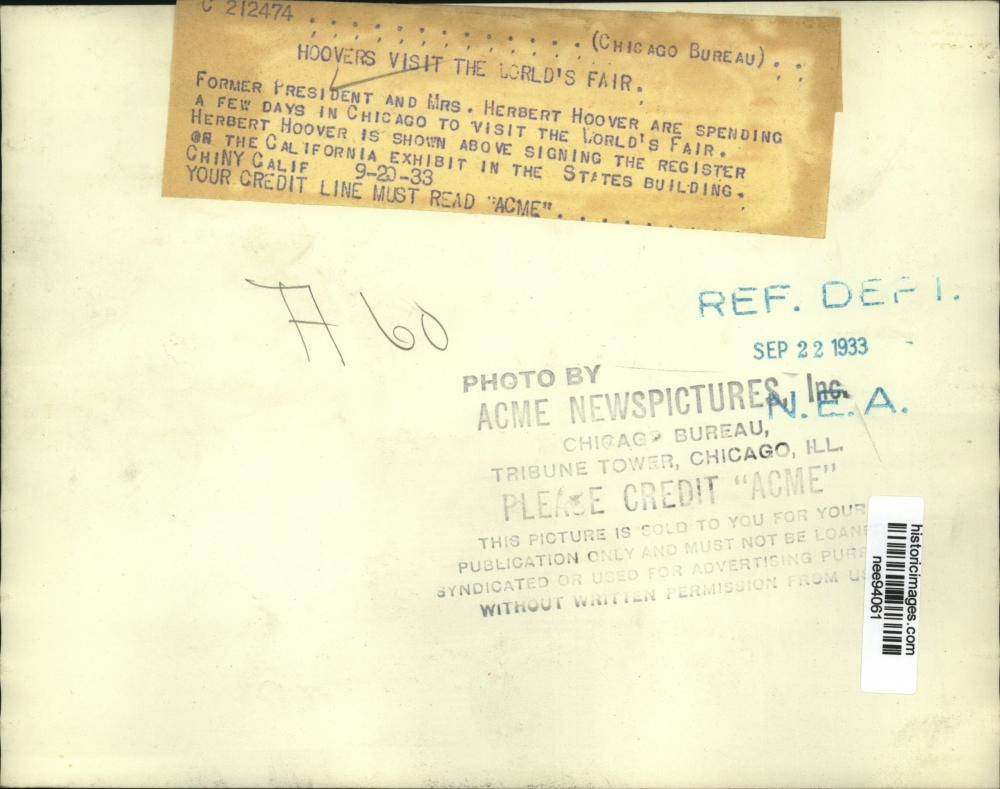 C 212474 . . . . . . . . . . . . . (CHICAGO BUREAU) . .
HOOVERS VISIT THE WORLD'S FAIR.
FORMER PRESIDENT AND MRS. HERBERT HOOVER ARE SPENDING
A FEW DAYS IN CHICAGO TO VISIT THE WORLD'S FAIR.
HERBERT HOOVER IS SHOWN ABOVE SIGNING THE REGISTER
THE CALIFORNIA EXHIBIT IN THE STATES BUILDING.
CHINY CALIF 9-20-33
YOUR CREDIT LINE MUST READ "ACME". . . . . . . . .
A 60
REF. DEPT.
SEP 22 1933
N.E.A.
PHOTO BY
ACME NEWSPICTURES, Inc.
CHICAGO BUREAU,
TRIBUNE TOWER, CHICAGO, ILL.
PLEASE CREDIT "ACME"
THIS PICTURE IS SOLD TO YOU FOR YOUR
PUBLICATION ONLY AND MUST NOT BE LOANE
SYNDICATED OR USED FOR ADVERTISING PURP
WITHOUT WRITTEN PERMISSION FROM US
historicimages.com
nee94061